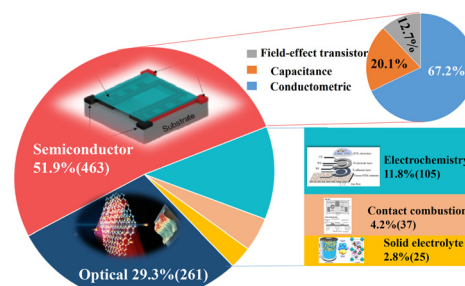 Field-effect transistor
Capacitance
Conductometric
12.7%
20.1%
67.2%
Substrate
Semiconductor
51.9%(463)
Electrochemistry
11.8%(105)
Contact combustion
4.2%(37)
Solid electrolyte
2.8%(25)
Optical 29.3%(261)